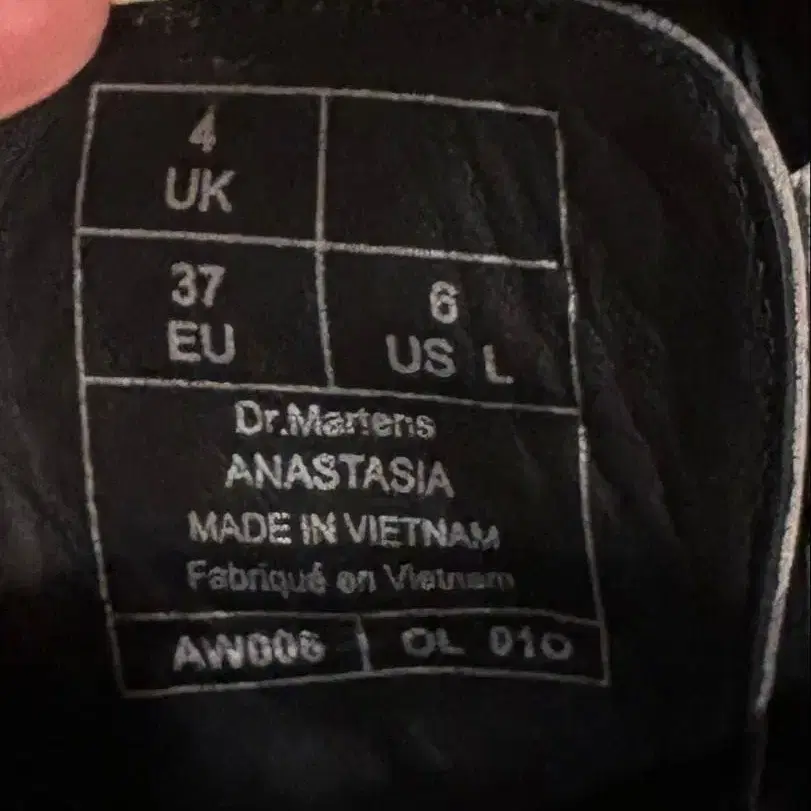 4
UK
37
EU
6
US L
Dr.Martens
ANASTASIA
MADE IN VIETNAM
Fabriqué en Vietnam
AW006 OL 010